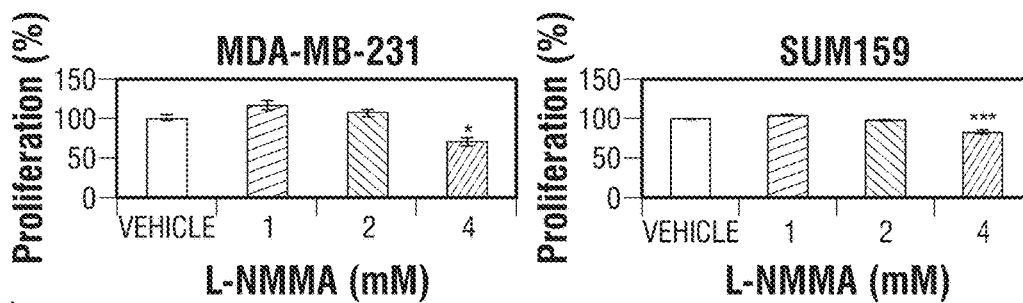 MDA-MB-231
Proliferation (%)
150
100
50
0
*
VEHICLE 1 2 4
L-NMMA (mM)
SUM159
Proliferation (%)
150
100
50
0
***
VEHICLE 1 2 4
L-NMMA (mM)